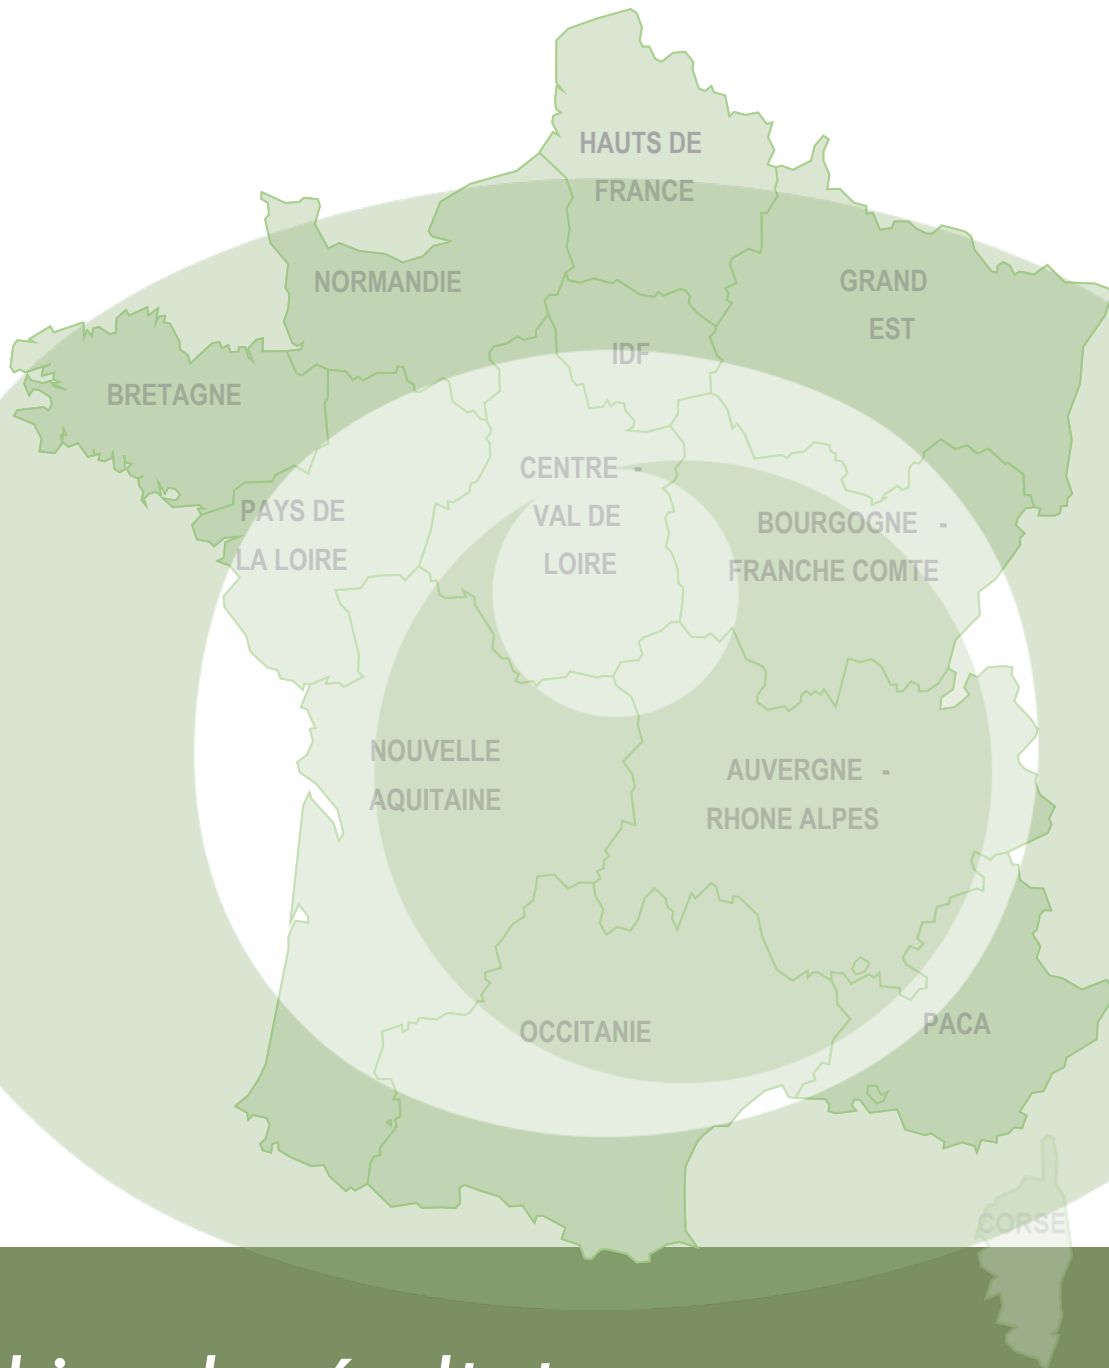 HAUTS DE
FRANCE
NORMANDIE
GRAND
EST
IDF
BRETAGNE
CENTRE -
VAL DE
LOIRE
PAYS DE
LA LOIRE
BOURGOGNE -
FRANCHE COMTE
NOUVELLE
AQUITAINE
AUVERGNE -
RHONE ALPES
OCCITANIE
PACA
CORSE